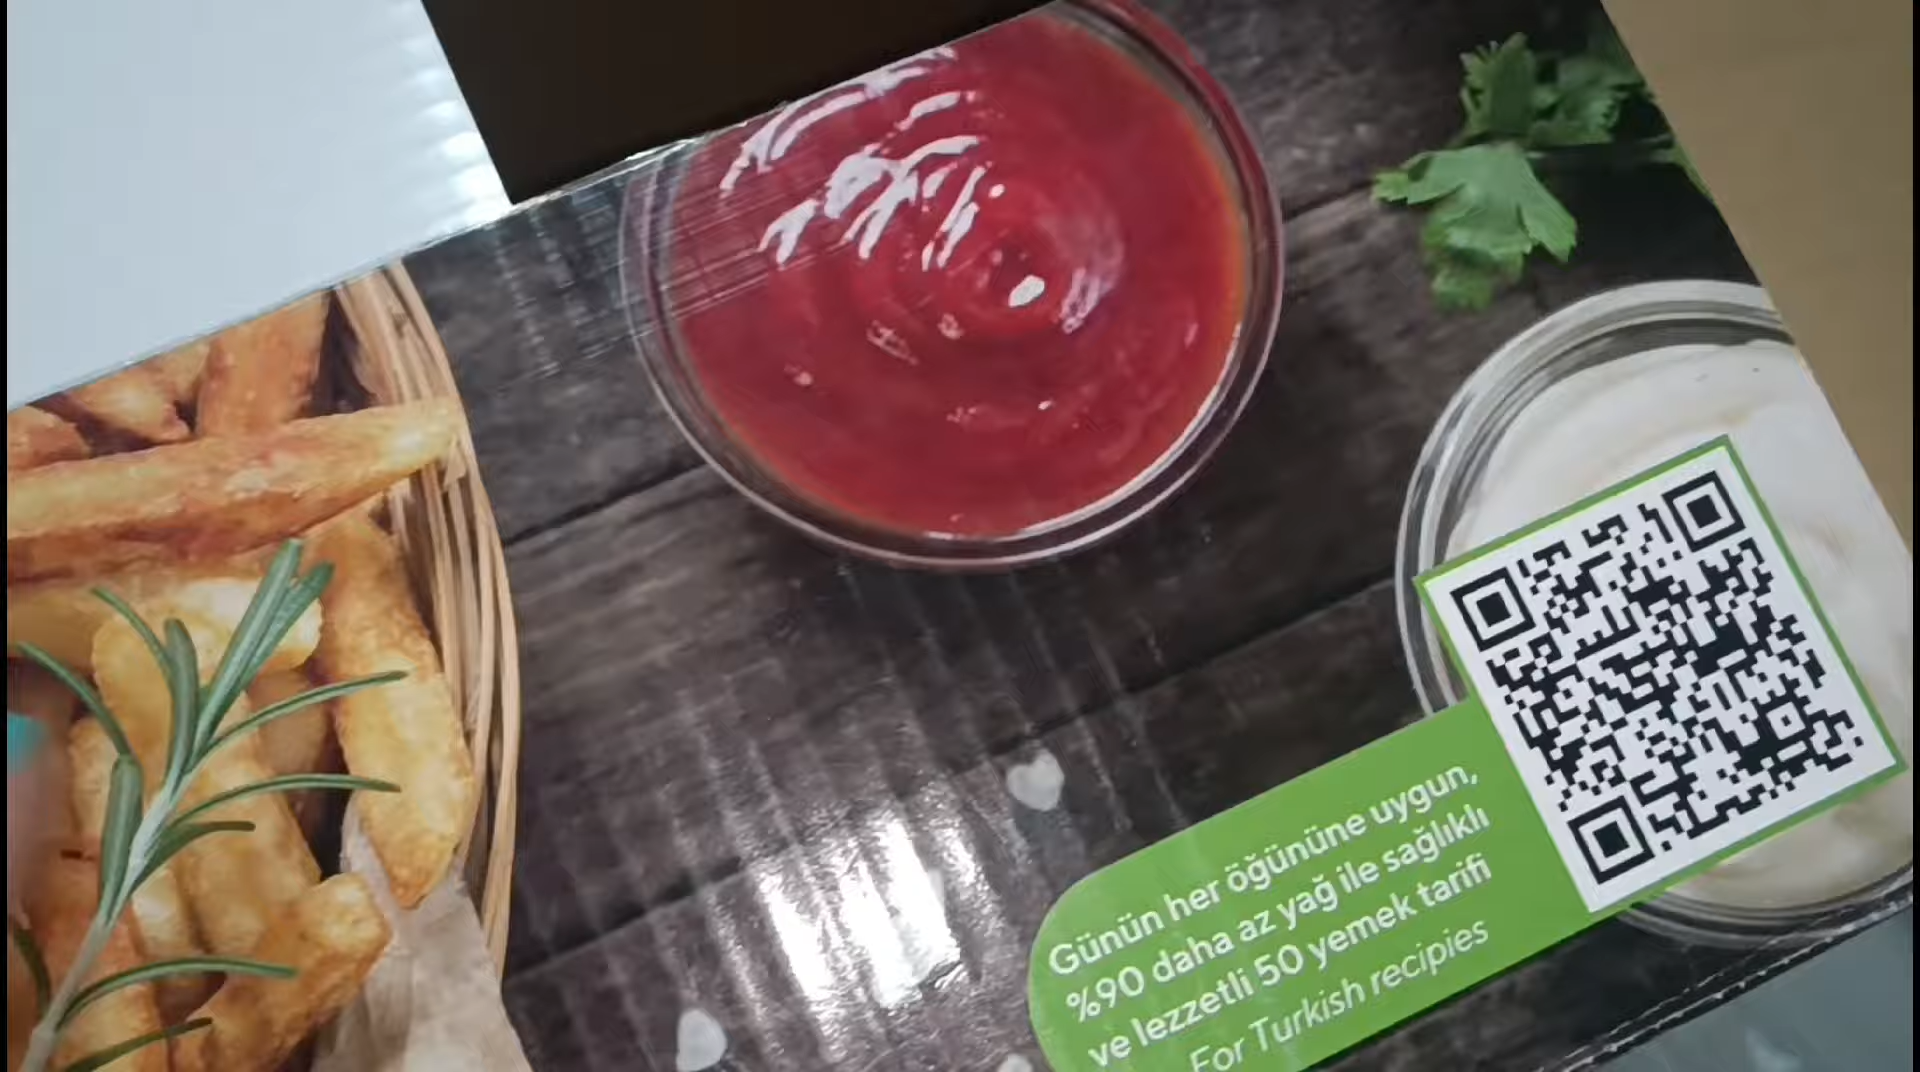 Günün her öğününe uygun,
%90 daha az yağ ile sağlıklı
ve lezzetli 50 yemek tarifi
For Turkish recipies